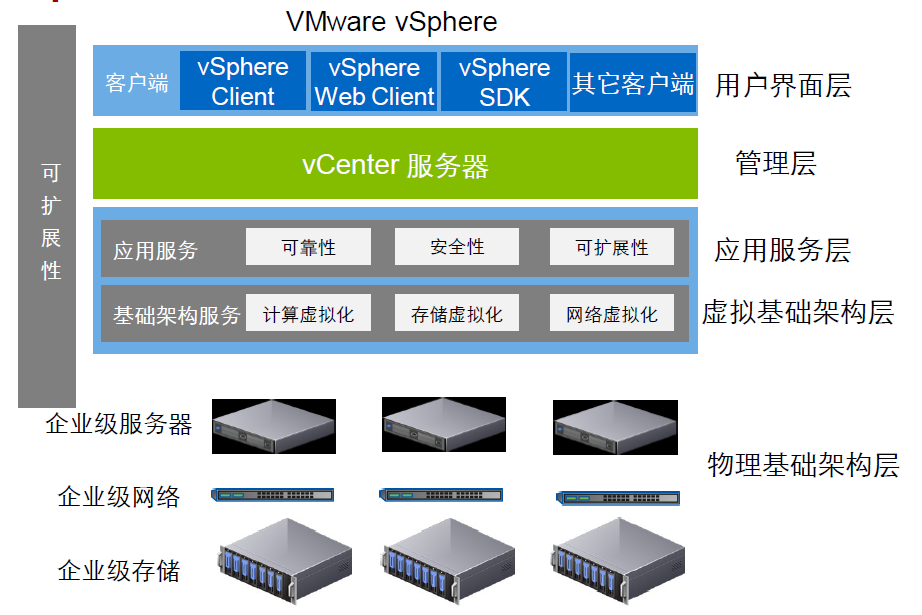 VMware vSphere
可
扩
展
性
客户端
vSphere
Client
vSphere
Web Client
vSphere
SDK
其它客户端
用户界面层
vCenter 服务器
管理层
应用服务
可靠性
安全性
可扩展性
应用服务层
基础架构服务
计算虚拟化
存储虚拟化
网络虚拟化
虚拟基础架构层
企业级服务器
企业级网络
物理基础架构层
企业级存储